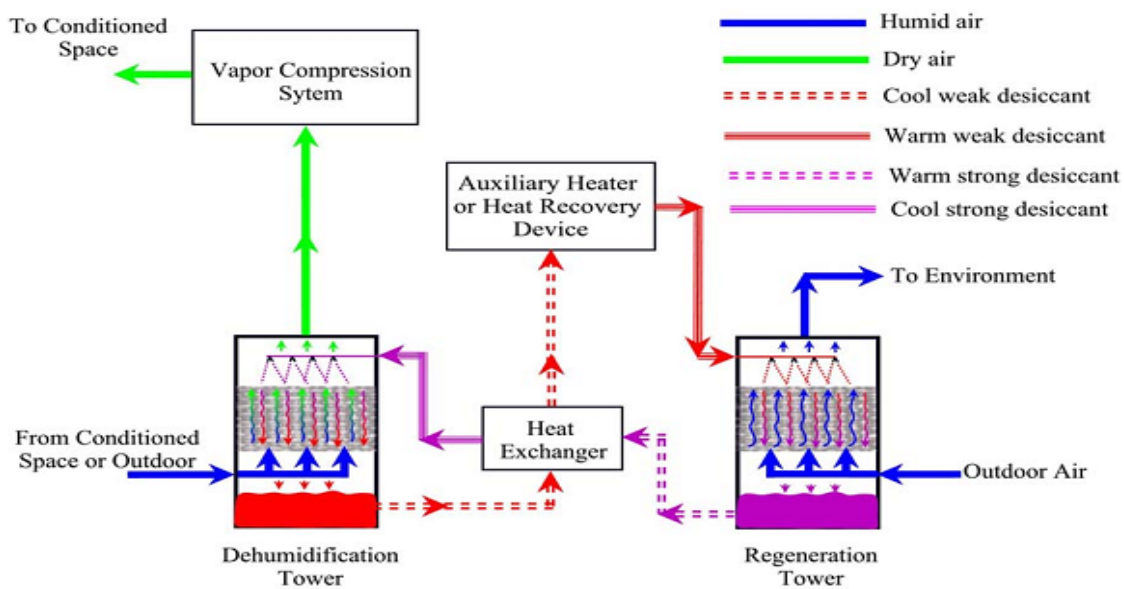 To Conditioned
Space
Vapor Compression
Sytem
Humid air
Dry air
Cool weak desiccant
Warm weak desiccant
Warm strong desiccant
Cool strong desiccant
Auxiliary Heater
or Heat Recovery
Device
To Environment
From Conditioned
Space or Outdoor
Heat
Exchanger
Outdoor Air
Dehumidification
Tower
Regeneration
Tower